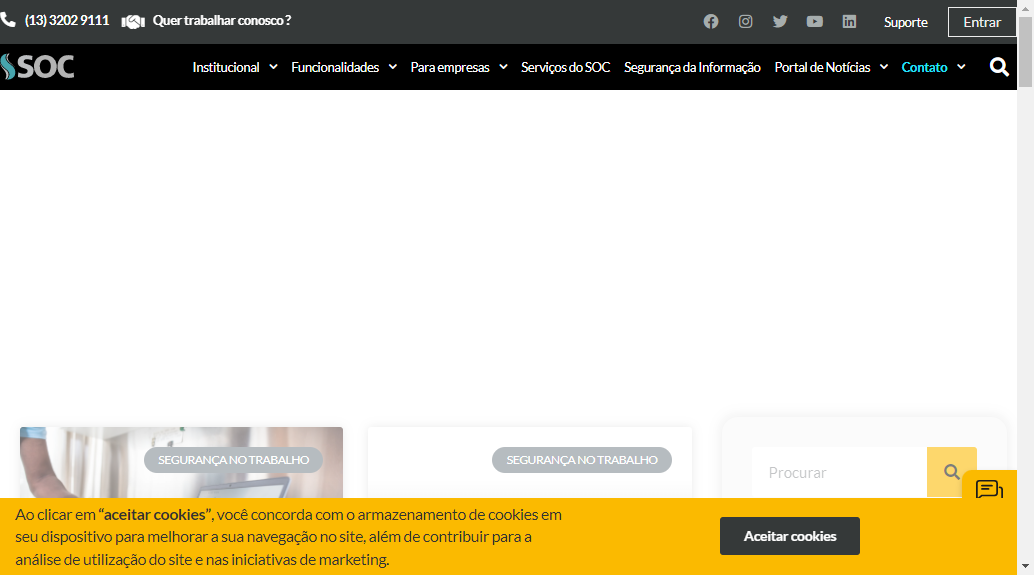 (13) 3202 9111 Quer trabalhar conosco ? Suporte Entrar
SOC Institucional Funcionalidades Para empresas Serviços do SOC Segurança da Informação Portal de Notícias Contato
SEGURANÇA NO TRABALHO SEGURANÇA NO TRABALHO
Procurar
Ao clicar em “aceitar cookies”, você concorda com o armazenamento de cookies em
seu dispositivo para melhorar a sua navegação no site, além de contribuir para a
análise de utilização do site e nas iniciativas de marketing.
Aceitar cookies